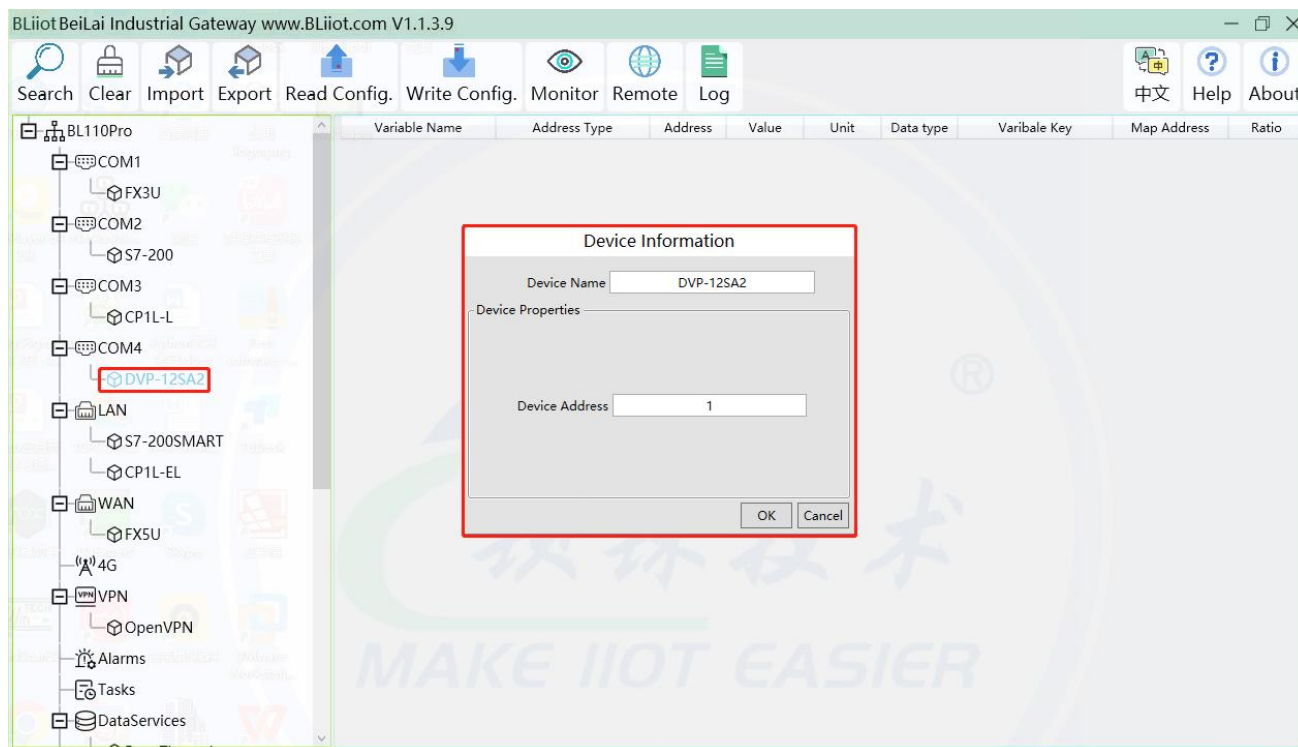 BLiiot BeiLai Industrial Gateway www.BLiiot.com V1.1.3.9
Search Clear Import Export Read Config. Write Config. Monitor Remote Log 中文 Help About
Variable Name Address Type Address Value Unit Data type Varibale Key Map Address Ratio
BL110Pro
COM1
FX3U
COM2
S7-200
COM3
CP1L-L
COM4
DVP-12SA2
LAN
S7-200SMART
CP1L-EL
WAN
FX5U
4G
VPN
VPN
OpenVPN
Alarms
Tasks
DataServices
Device Information
Device Name DVP-12SA2
Device Properties
Device Address 1
OK Cancel
®
MAKE IIOT EASIER